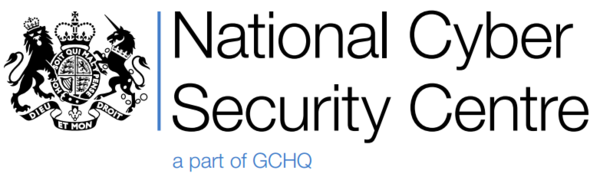 HONI SOIT QUI MAL Y PENSE
DIEU ET MON DROIT
National Cyber
Security Centre
a part of GCHQ